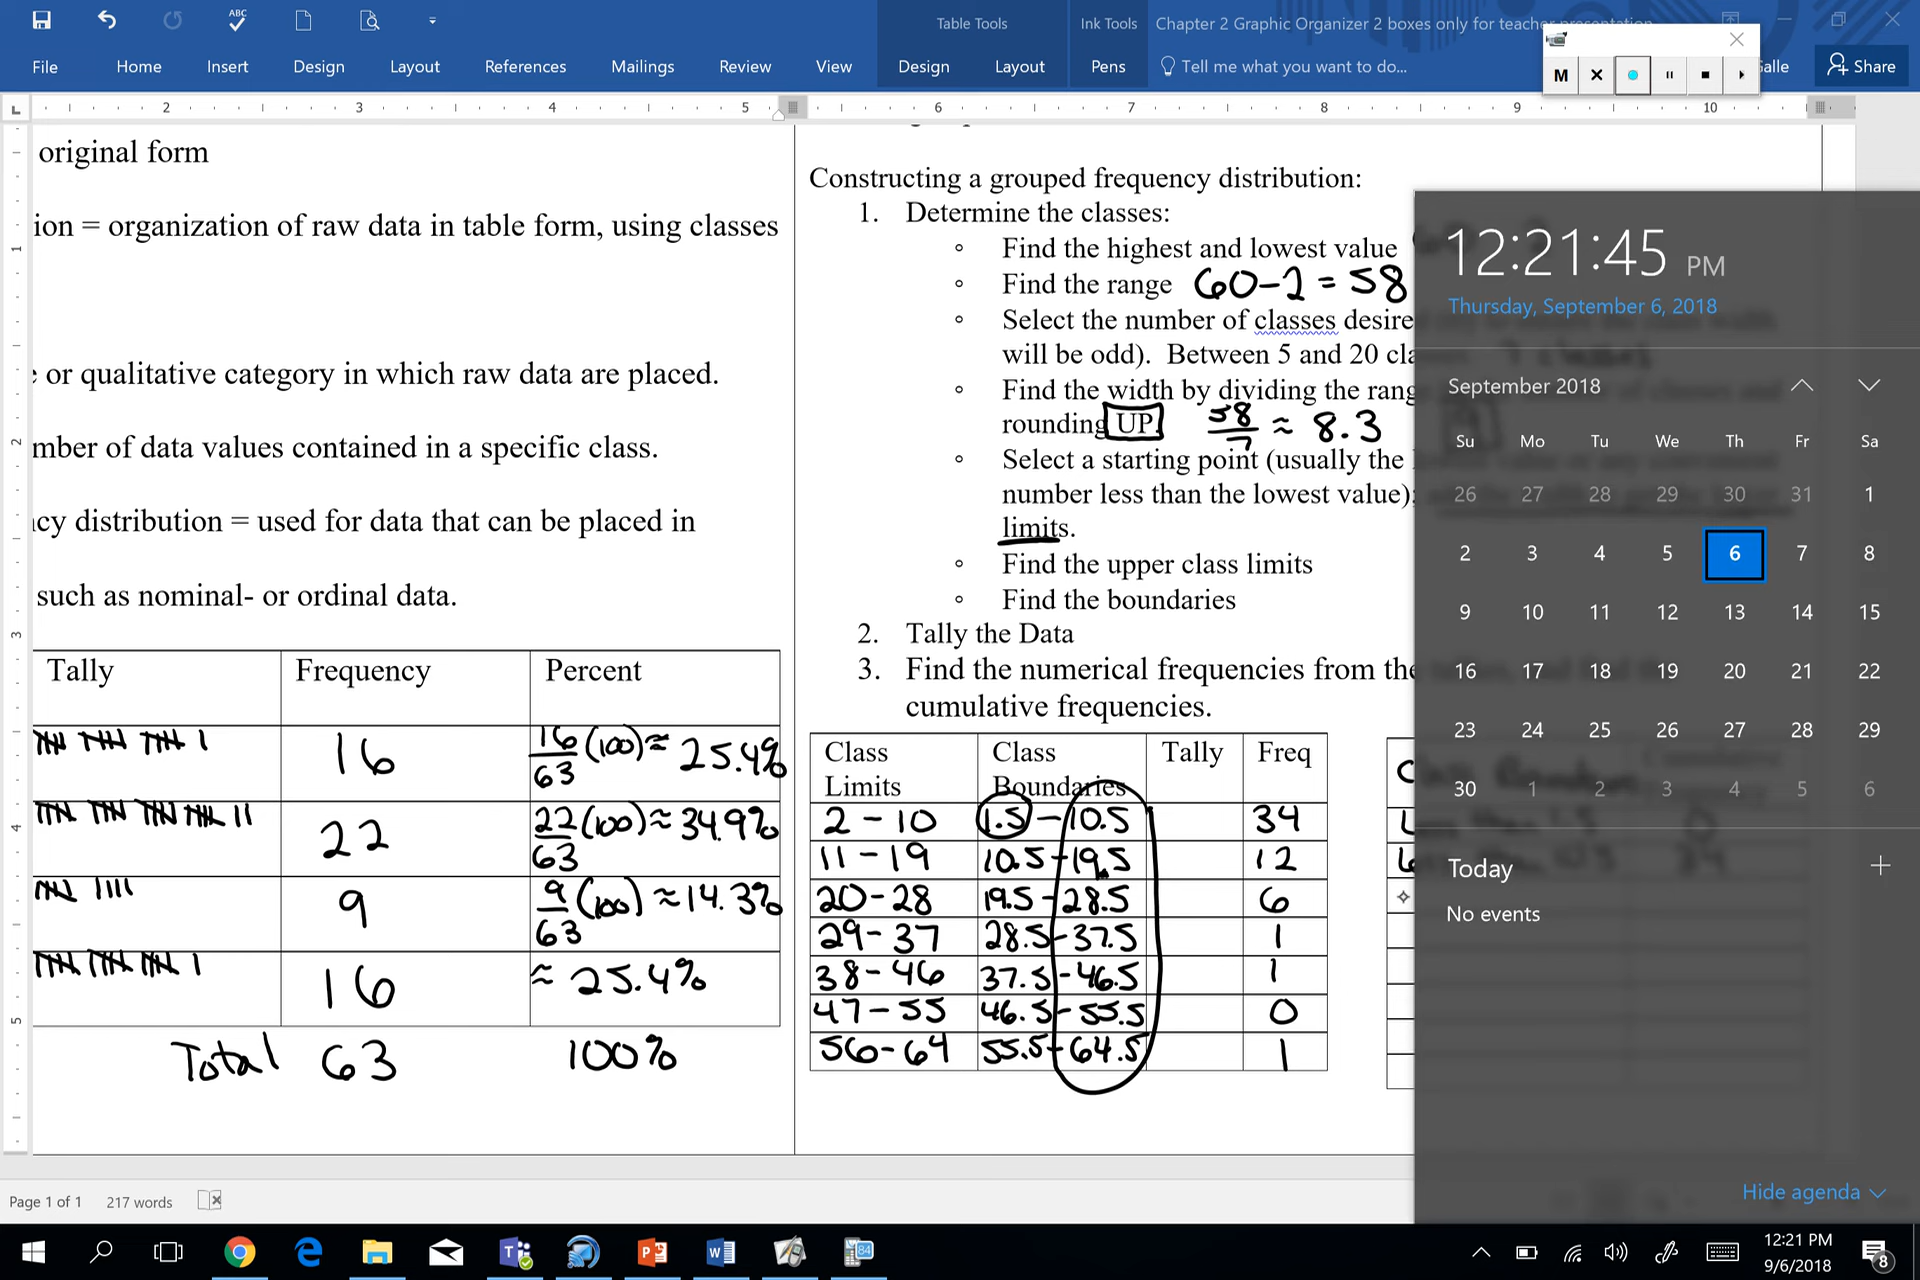 Table Tools
Ink Tools
Chapter 2 Graphic Organizer 2 boxes only for teacher presentation
File Home Insert Design Layout References Mailings Review View Design Layout Pens Tell me what you want to do... Galle Share
M
2 3 4 5 6 7 8 9 10
original form
ion = organization of raw data in table form, using classes
or qualitative category in which raw data are placed.
mber of data values contained in a specific class.
cy distribution = used for data that can be placed in
such as nominal- or ordinal data.
Tally Frequency Percent
16 16/63 (100) ≈ 25.4%
22 22/63 (100) ≈ 34.9%
9 9/63 (100) ≈ 14.3%
16 ≈ 25.4%
Total 63 100%
Constructing a grouped frequency distribution:
1. Determine the classes:
Find the highest and lowest value
Find the range 60-2 = 58
Select the number of classes desire
will be odd). Between 5 and 20 cla 7 classes
Find the width by dividing the rang
rounding UP 58/7 ≈ 8.3
Select a starting point (usually the
number less than the lowest value);
limits.
Find the upper class limits
Find the boundaries
2. Tally the Data
3. Find the numerical frequencies from the
cumulative frequencies.
Class Limits Class Boundaries Tally Freq
2 - 10 1.5 - 10.5 34
11 - 19 10.5 - 19.5 12
20 - 28 19.5 - 28.5 6
29 - 37 28.5 - 37.5 1
38 - 46 37.5 - 46.5 1
47 - 55 46.5 - 55.5 0
56 - 64 55.5 - 64.5 1
12:21:45 PM
Thursday, September 6, 2018
September 2018
Su Mo Tu We Th Fr Sa
26 27 28 29 30 31 1
2 3 4 5 6 7 8
9 10 11 12 13 14 15
16 17 18 19 20 21 22
23 24 25 26 27 28 29
30 1 2 3 4 5 6
Today
No events
Hide agenda
Page 1 of 1 217 words
12:21 PM
9/6/2018
8